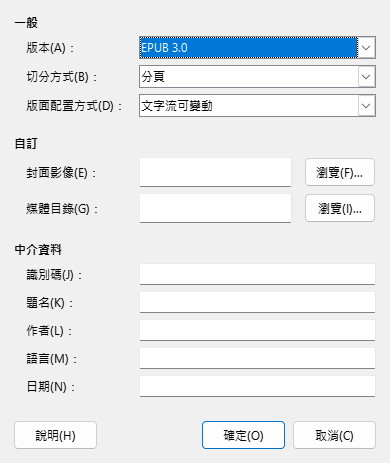 一般
版本(A)： EPUB 3.0
切分方式(B)： 分頁
版面配置方式(D)： 文字流可變動
自訂
封面影像(E)： 瀏覽(F)...
媒體目錄(G)： 瀏覽(I)...
中介資料
識別碼(J)：
題名(K)：
作者(L)：
語言(M)：
日期(N)：
說明(H) 確定(O) 取消(C)